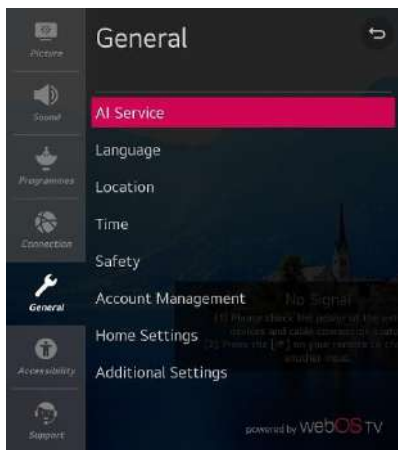 Picture
General
Sound
AI Service
Language
Programmes
Location
Time
Connection
Safety
General
Account Management
No Signal
Home Settings
Accessibility
Additional Settings
Support
powered by webOS TV